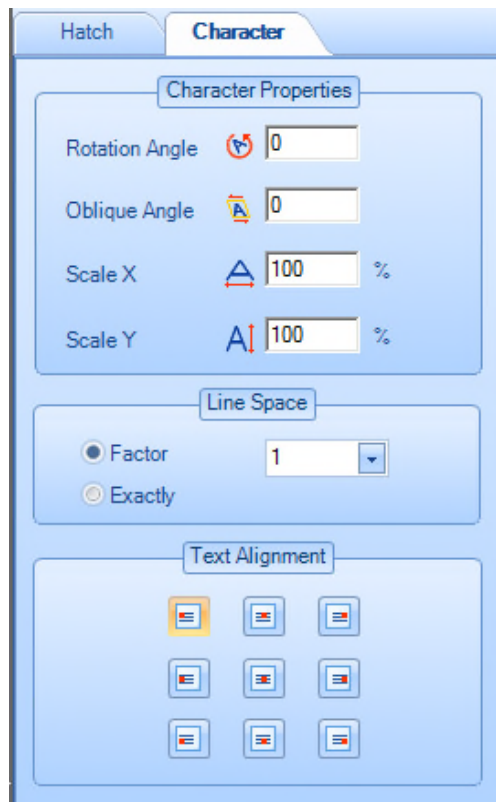 Hatch Character
Character Properties
Rotation Angle A 0
Oblique Angle A 0
Scale X A 100 %
Scale Y A 100 %
Line Space
Factor 1
Exactly
Text Alignment